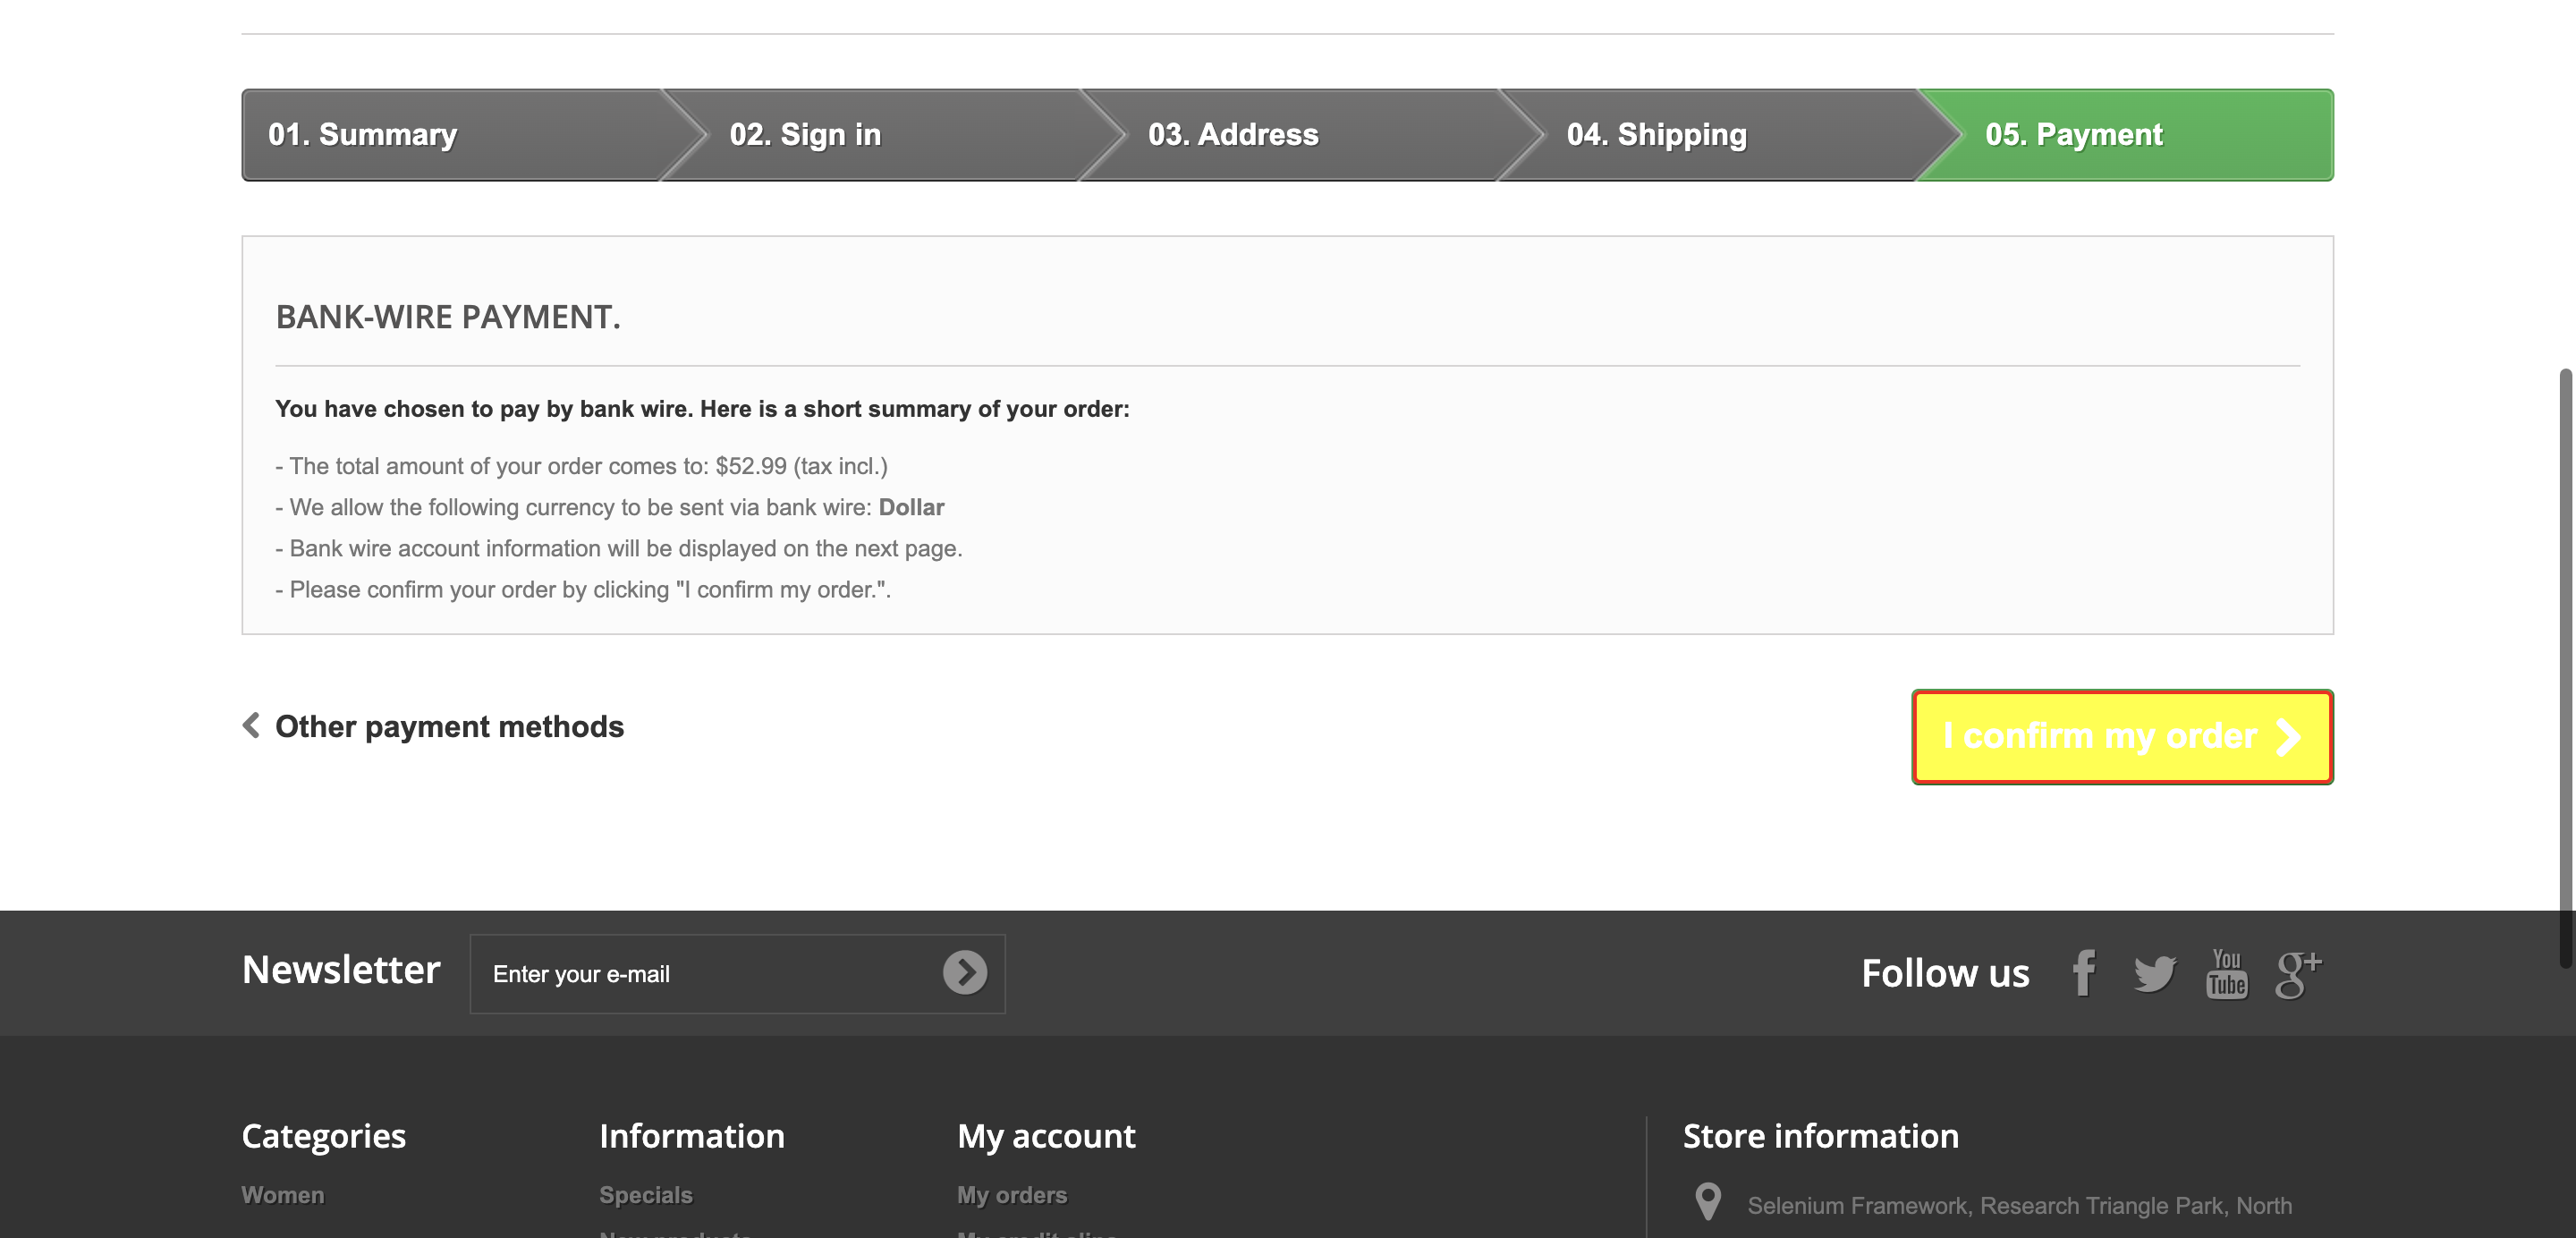 01. Summary
02. Sign in
03. Address
04. Shipping
05. Payment
BANK-WIRE PAYMENT.
You have chosen to pay by bank wire. Here is a short summary of your order:
- The total amount of your order comes to: $52.99 (tax incl.)
- We allow the following currency to be sent via bank wire: Dollar
- Bank wire account information will be displayed on the next page.
- Please confirm your order by clicking "I confirm my order.".
Other payment methods
I confirm my order
Newsletter
Enter your e-mail
Follow us
You
Tube
Categories
Information
My account
Store information
Women
Specials
My orders
Selenium Framework, Research Triangle Park, North